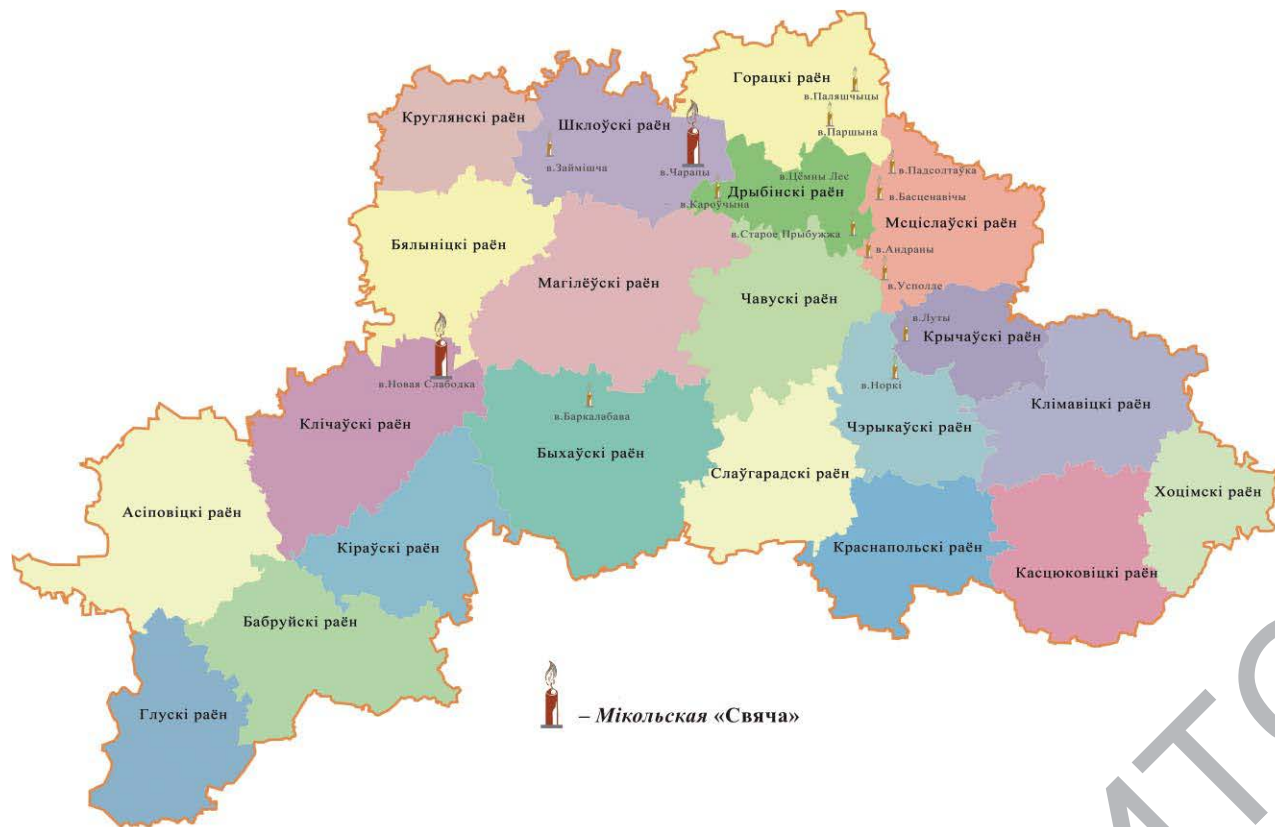 Горацкі раён
в.Паляшчыцы
в.Паршына
Круглянскі раён
Шклоўскі раён
в.Займішча
в.Чарапы
в.Цёмны Лес
в.Падсолтаўка
Дрыбінскі раён
в.Басценавічы
в.Кароўчына
Мсціслаўскі раён
в.Старое Прыбужжа
Бялыніцкі раён
в.Андраны
Магілёўскі раён
в.Усполле
Чавускі раён
в.Луты
Крычаўскі раён
в.Новая Слабодка
в.Норкі
Клімавіцкі раён
в.Баркалабава
Клічаўскі раён
Чэрыкаўскі раён
Быхаўскі раён
Слаўгарадскі раён
Хоцімскі раён
Асіповіцкі раён
Кіраўскі раён
Краснапольскі раён
Касцюковіцкі раён
Бабруйскі раён
Глускі раён
– Мікольская «Свяча»